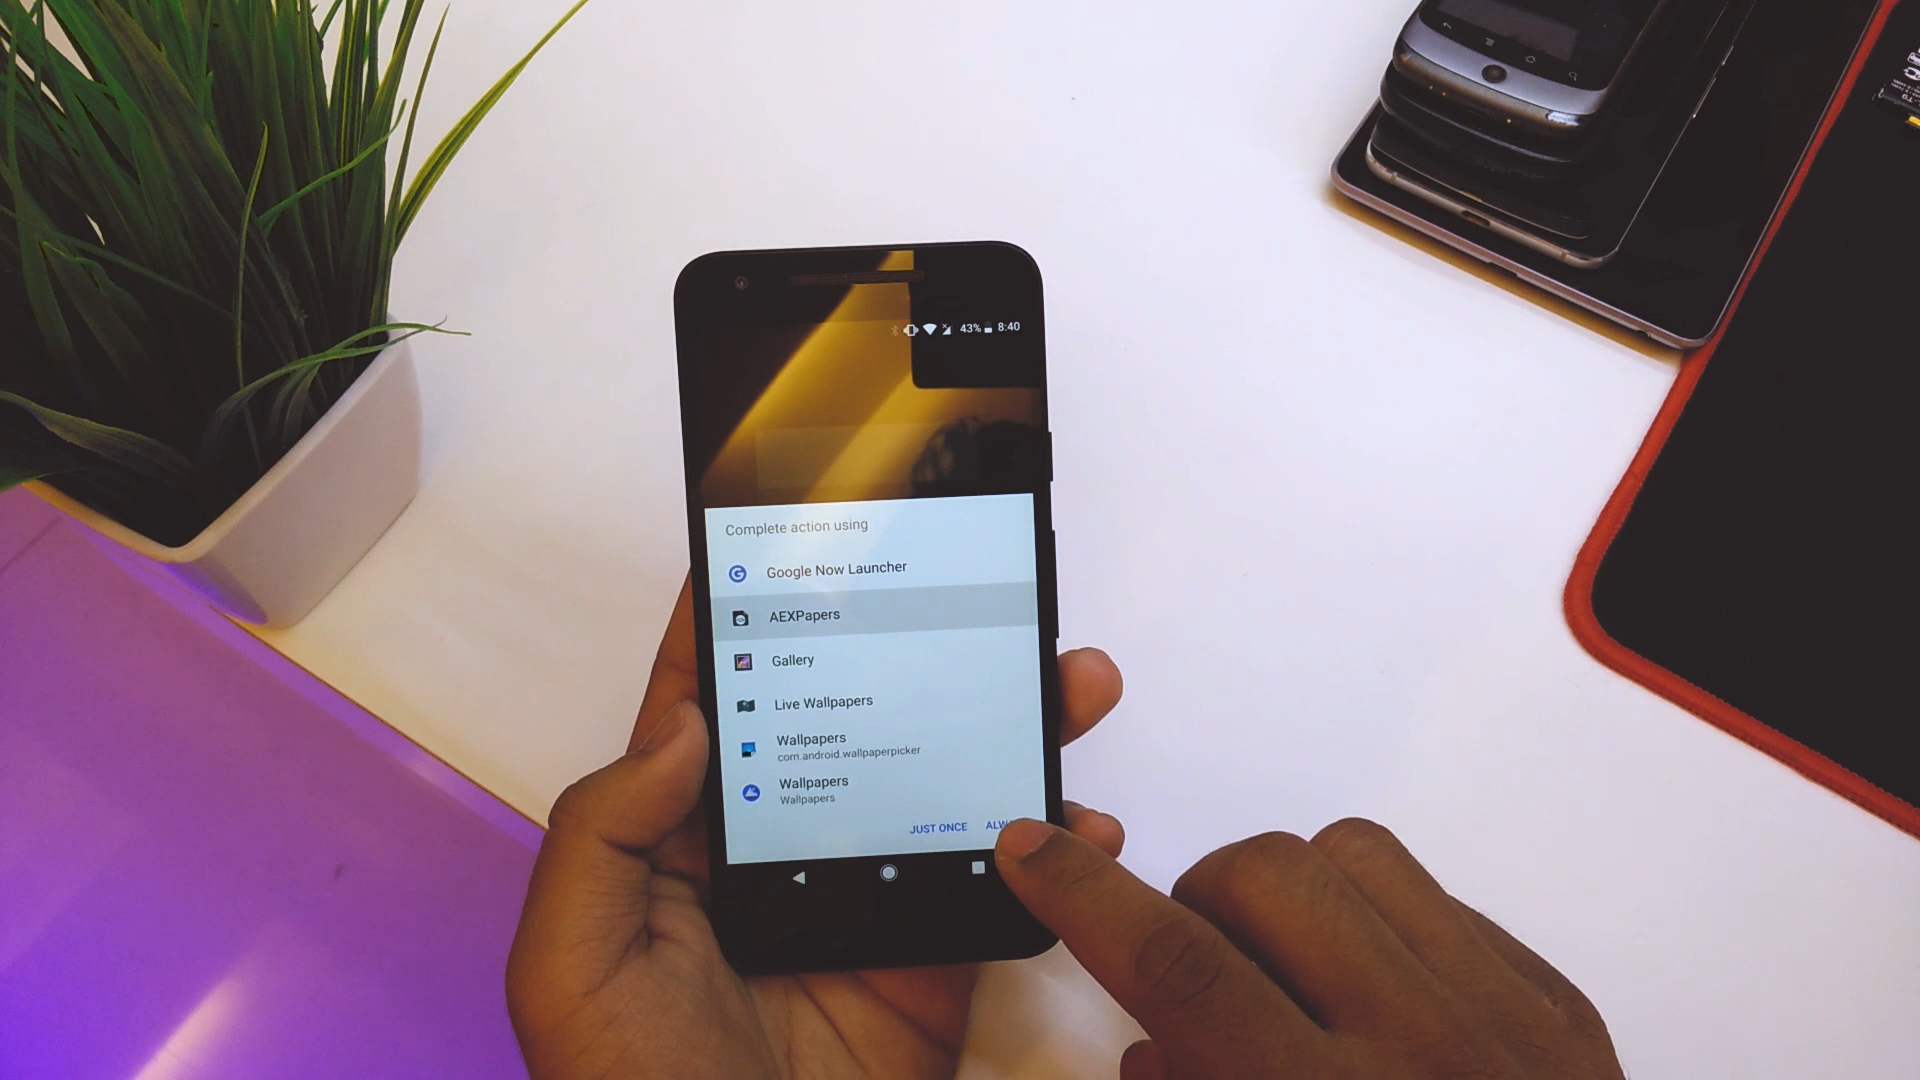 43% 8:40
Complete action using
Google Now Launcher
AEXPapers
Gallery
Live Wallpapers
Wallpapers
com.android.wallpaperpicker
Wallpapers
Wallpapers
JUST ONCE